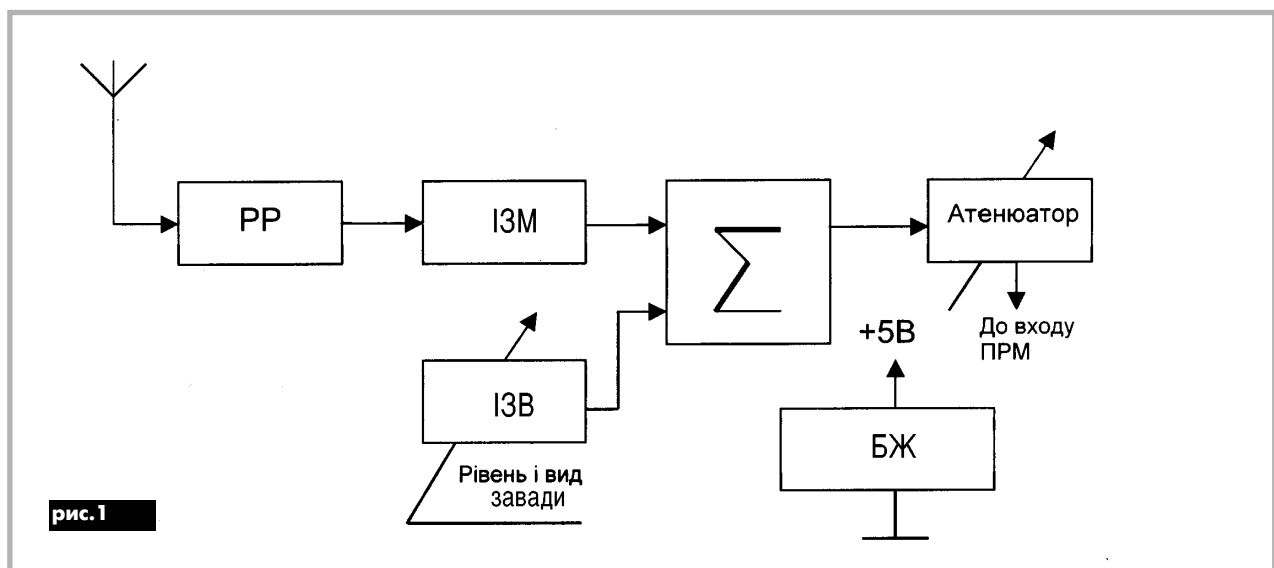 РР
ІЗМ
Σ
Атенюатор
До входу
ПРМ
+5В
ІЗВ
Рівень і вид
завади
БЖ
рис.1